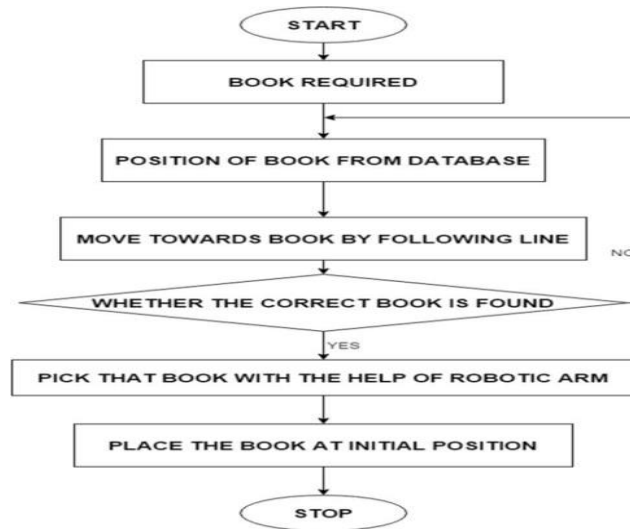 START
BOOK REQUIRED
POSITION OF BOOK FROM DATABASE
MOVE TOWARDS BOOK BY FOLLOWING LINE
NO
WHETHER THE CORRECT BOOK IS FOUND
YES
PICK THAT BOOK WITH THE HELP OF ROBOTIC ARM
PLACE THE BOOK AT INITIAL POSITION
STOP